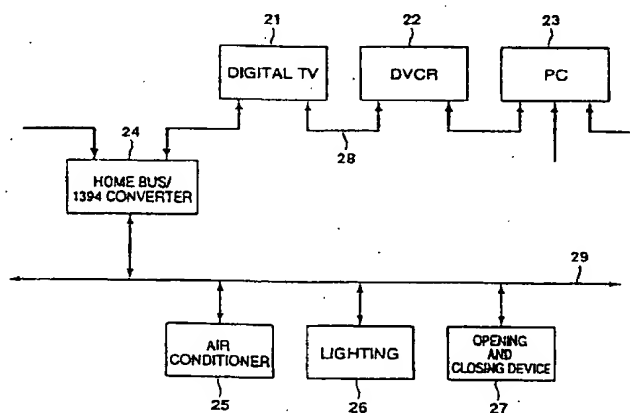 21
22
23
DIGITAL TV
DVCR
PC
24
28
HOME BUS/
1394 CONVERTER
29
AIR
CONDITIONER
LIGHTING
OPENING
AND
CLOSING DEVICE
25
26
27